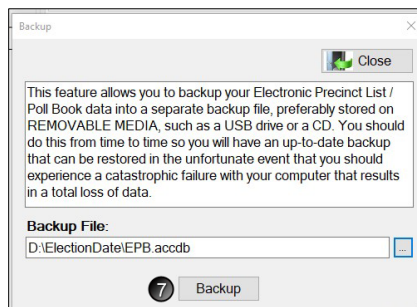 Backup
Close
This feature allows you to backup your Electronic Precinct List /
Poll Book data into a separate backup file, preferably stored on
REMOVABLE MEDIA, such as a USB drive or a CD. You should
do this from time to time so you will have an up-to-date backup
that can be restored in the unfortunate event that you should
experience a catastrophic failure with your computer that results
in a total loss of data.
Backup File:
D:\ElectionDate\EPB.accdb ...
7 Backup